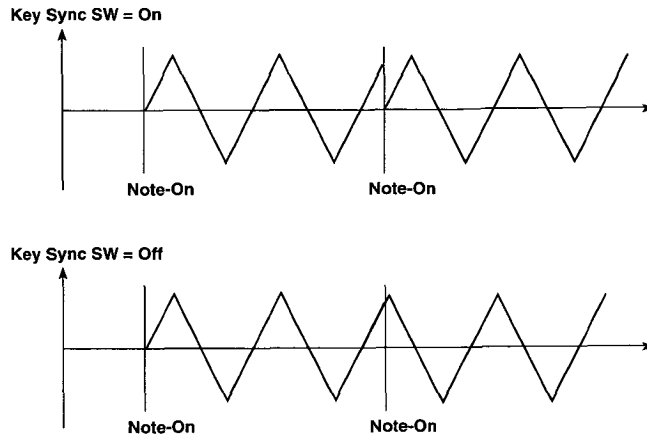 Key Sync SW = On
Note-On Note-On
Key Sync SW = Off
Note-On Note-On